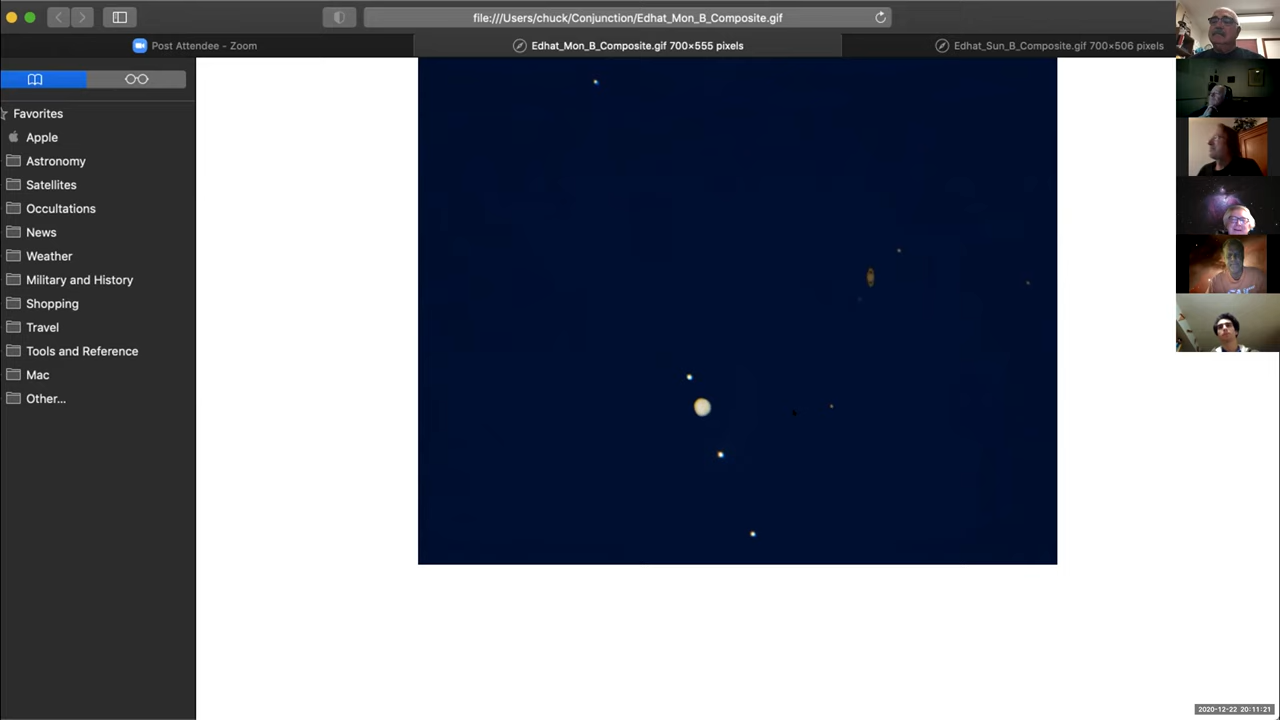 file:///Users/chuck/Conjunction/Edhat_Mon_B_Composite.gif
Post Attendee - Zoom
Edhat_Mon_B_Composite.gif 700×555 pixels
Edhat_Sun_B_Composite.gif 700×506 pixels
Favorites
Apple
Astronomy
Satellites
Occultations
News
Weather
Military and History
Shopping
Travel
Tools and Reference
Mac
Other...
2020-12-22 20:11:21